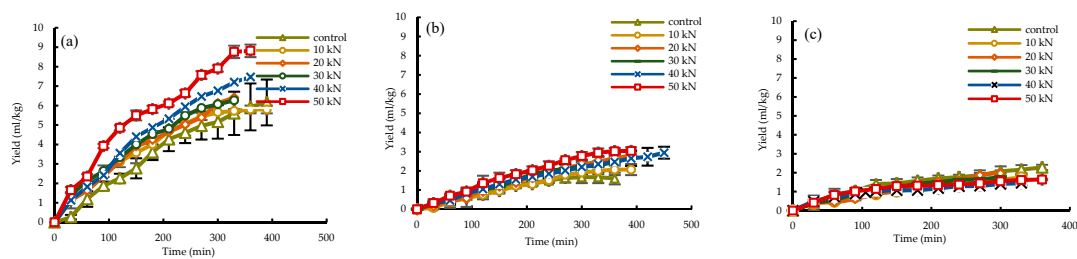 (a)
10
9
8
7
6
5
4
3
2
1
0
Yield (ml/kg)
0 100 200 300 400 500
Time (min)
control
10 kN
20 kN
30 kN
40 kN
50 kN
(b)
10
9
8
7
6
5
4
3
2
1
0
Yield (ml/kg)
0 100 200 300 400 500
Time (min)
control
10 kN
20 kN
30 kN
40 kN
50 kN
(c)
10
9
8
7
6
5
4
3
2
1
0
Yield (ml/kg)
0 100 200 300 400
Time (min)
control
10 kN
20 kN
30 kN
40 kN
50 kN